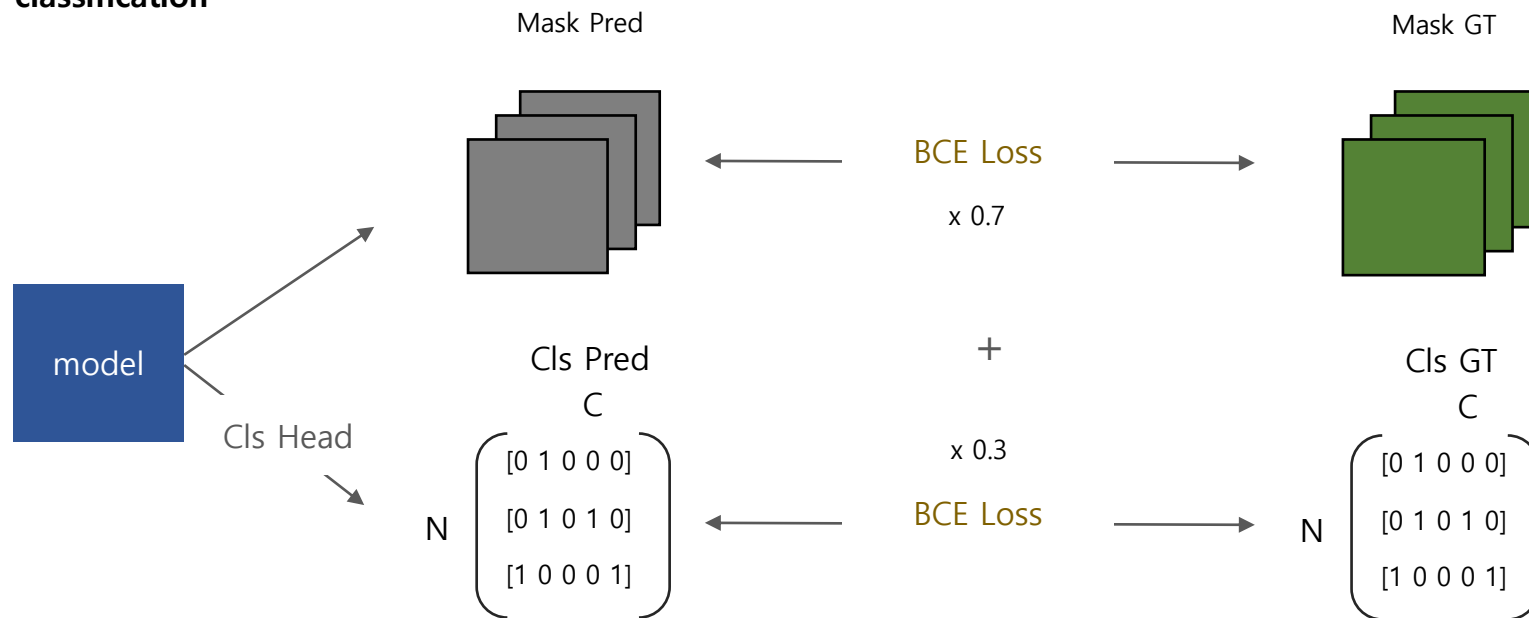 classification
Mask Pred
Mask GT
BCE Loss
x 0.7
model
+
Cls Head
Cls Pred
C
N
[0 1 0 0 0]
[0 1 0 1 0]
[1 0 0 0 1]
x 0.3
BCE Loss
Cls GT
C
N
[0 1 0 0 0]
[0 1 0 1 0]
[1 0 0 0 1]